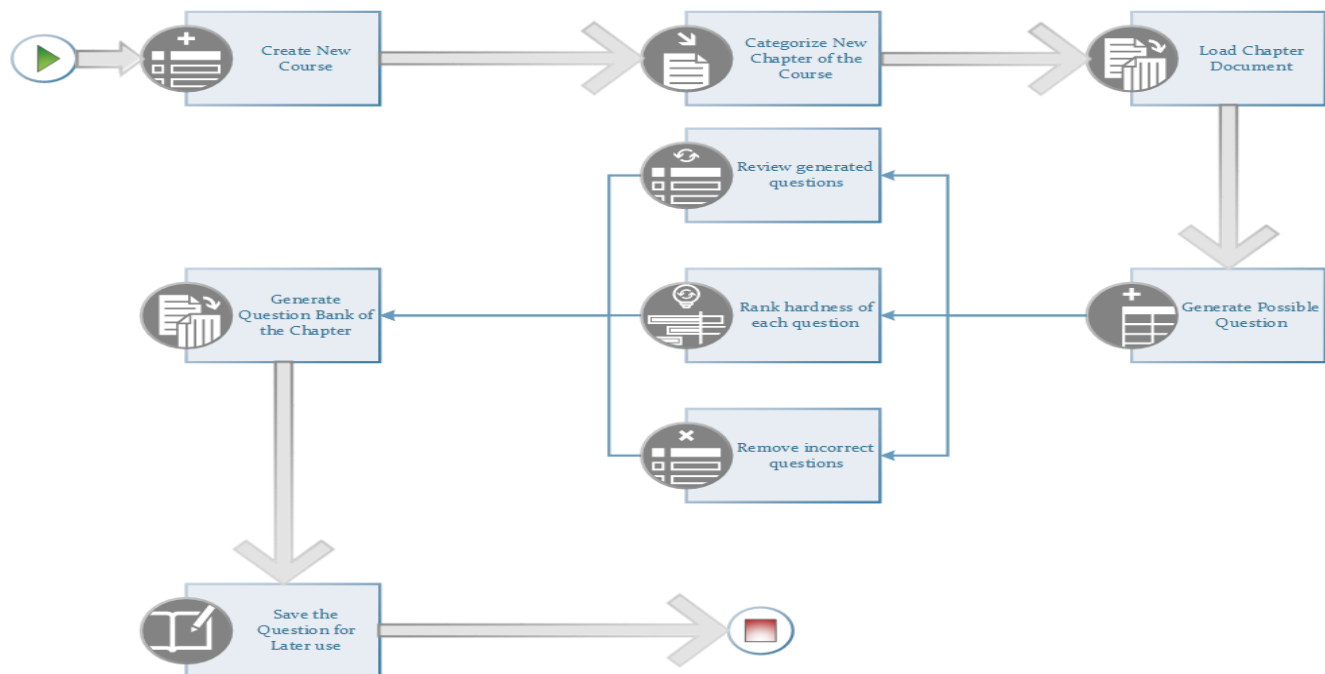 Create New
Course
Categorize New
Chapter of the
Course
Load Chapter
Document
Review generated
questions
Generate
Question Bank of
the Chapter
Rank hardness of
each question
Generate Possible
Question
Remove incorrect
questions
Save the
Question for
Later use